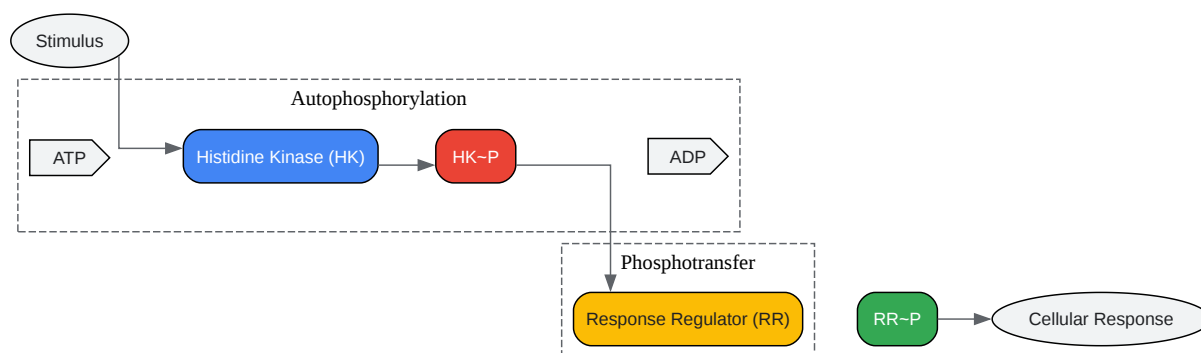 Stimulus
Autophosphorylation
ATP
Histidine Kinase (HK)
HK~P
ADP
Phosphotransfer
Response Regulator (RR)
RR~P
Cellular Response